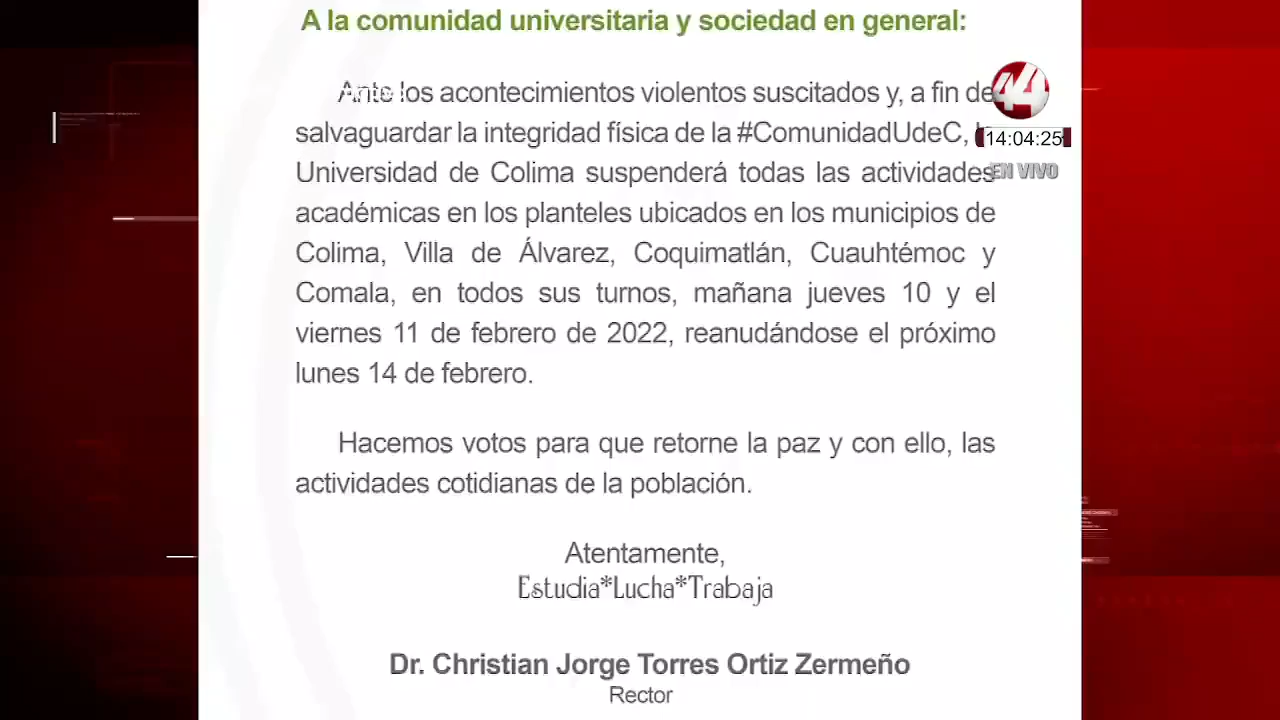 A la comunidad universitaria y sociedad en general:
Ante los acontecimientos violentos suscitados y, a fin de
salvaguardar la integridad física de la #ComunidadUdeC, la
Universidad de Colima suspenderá todas las actividades
académicas en los planteles ubicados en los municipios de
Colima, Villa de Álvarez, Coquimatlán, Cuauhtémoc y
Comala, en todos sus turnos, mañana jueves 10 y el
viernes 11 de febrero de 2022, reanudándose el próximo
lunes 14 de febrero.
Hacemos votos para que retorne la paz y con ello, las
actividades cotidianas de la población.
Atentamente,
Estudia*Lucha*Trabaja
Dr. Christian Jorge Torres Ortiz Zermeño
Rector
44
14:04:25
EN VIVO